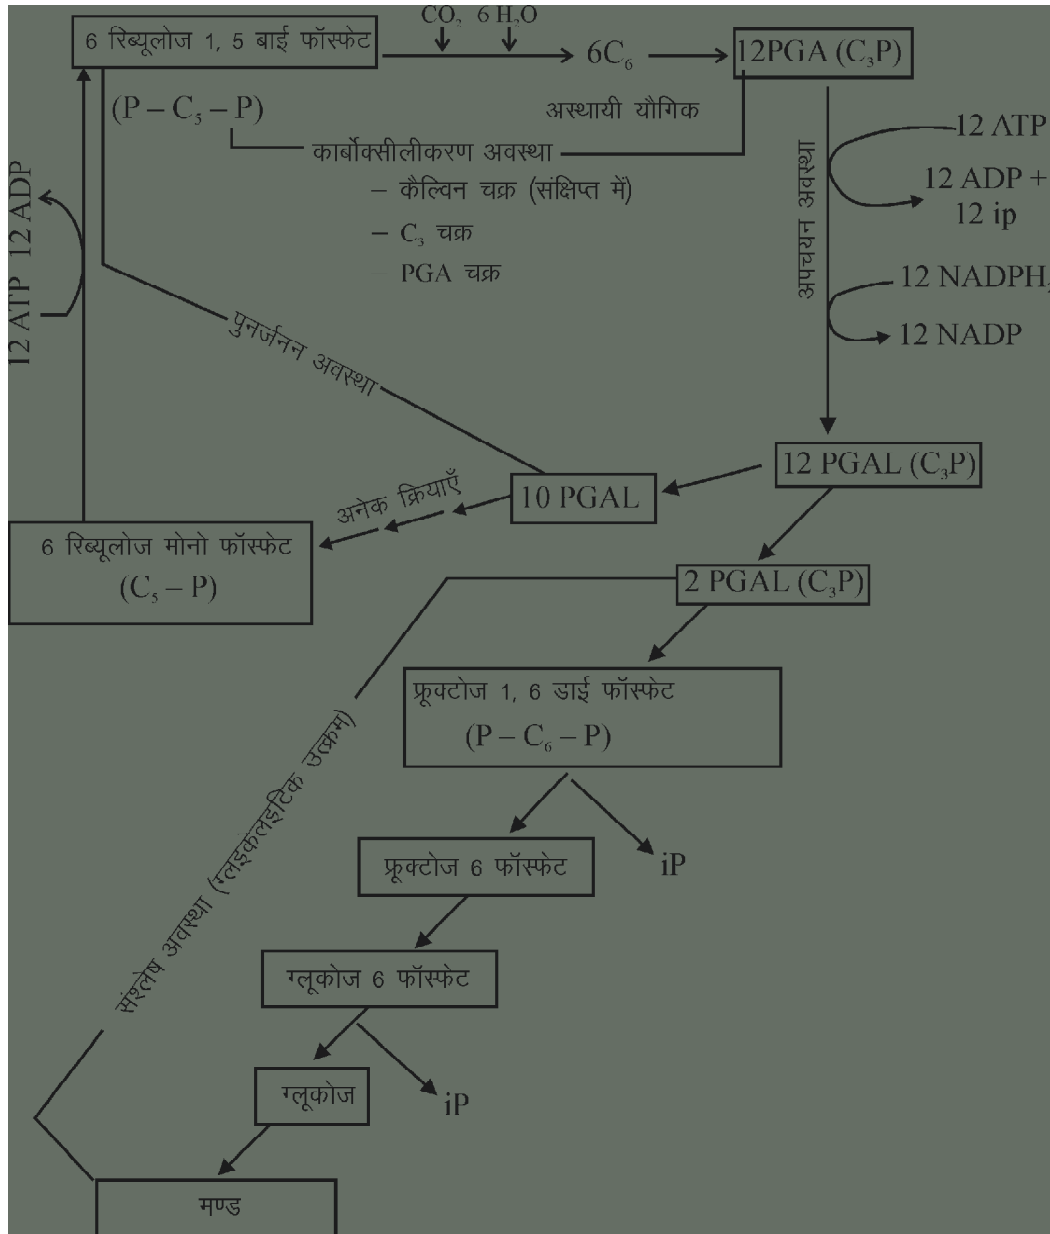 CO₂ 6 H₂O
6 रिब्यूलोज 1, 5 बाई फॉस्फेट
6C₆
12PGA (C₃P)
(P – C₅ – P)
अस्थायी यौगिक
कार्बोक्सीलीकरण अवस्था
– कैल्विन चक्र (संक्षिप्त में)
– C₃ चक्र
– PGA चक्र
अपचयन अवस्था
12 ATP
12 ADP +
12 ip
12 NADPH₂
12 NADP
12 ATP 12 ADP
पुनर्जनन अवस्था
12 PGAL (C₃P)
10 PGAL
अनेक क्रियाएँ
6 रिब्यूलोज मोनो फॉस्फेट
(C₅ – P)
2 PGAL (C₃P)
फ्रूक्टोज 1, 6 डाई फॉस्फेट
(P – C₆ – P)
संश्लेष अवस्था (ग्लइकलइटिक उत्क्रम)
फ्रूक्टोज 6 फॉस्फेट
iP
ग्लूकोज 6 फॉस्फेट
ग्लूकोज
iP
मण्ड